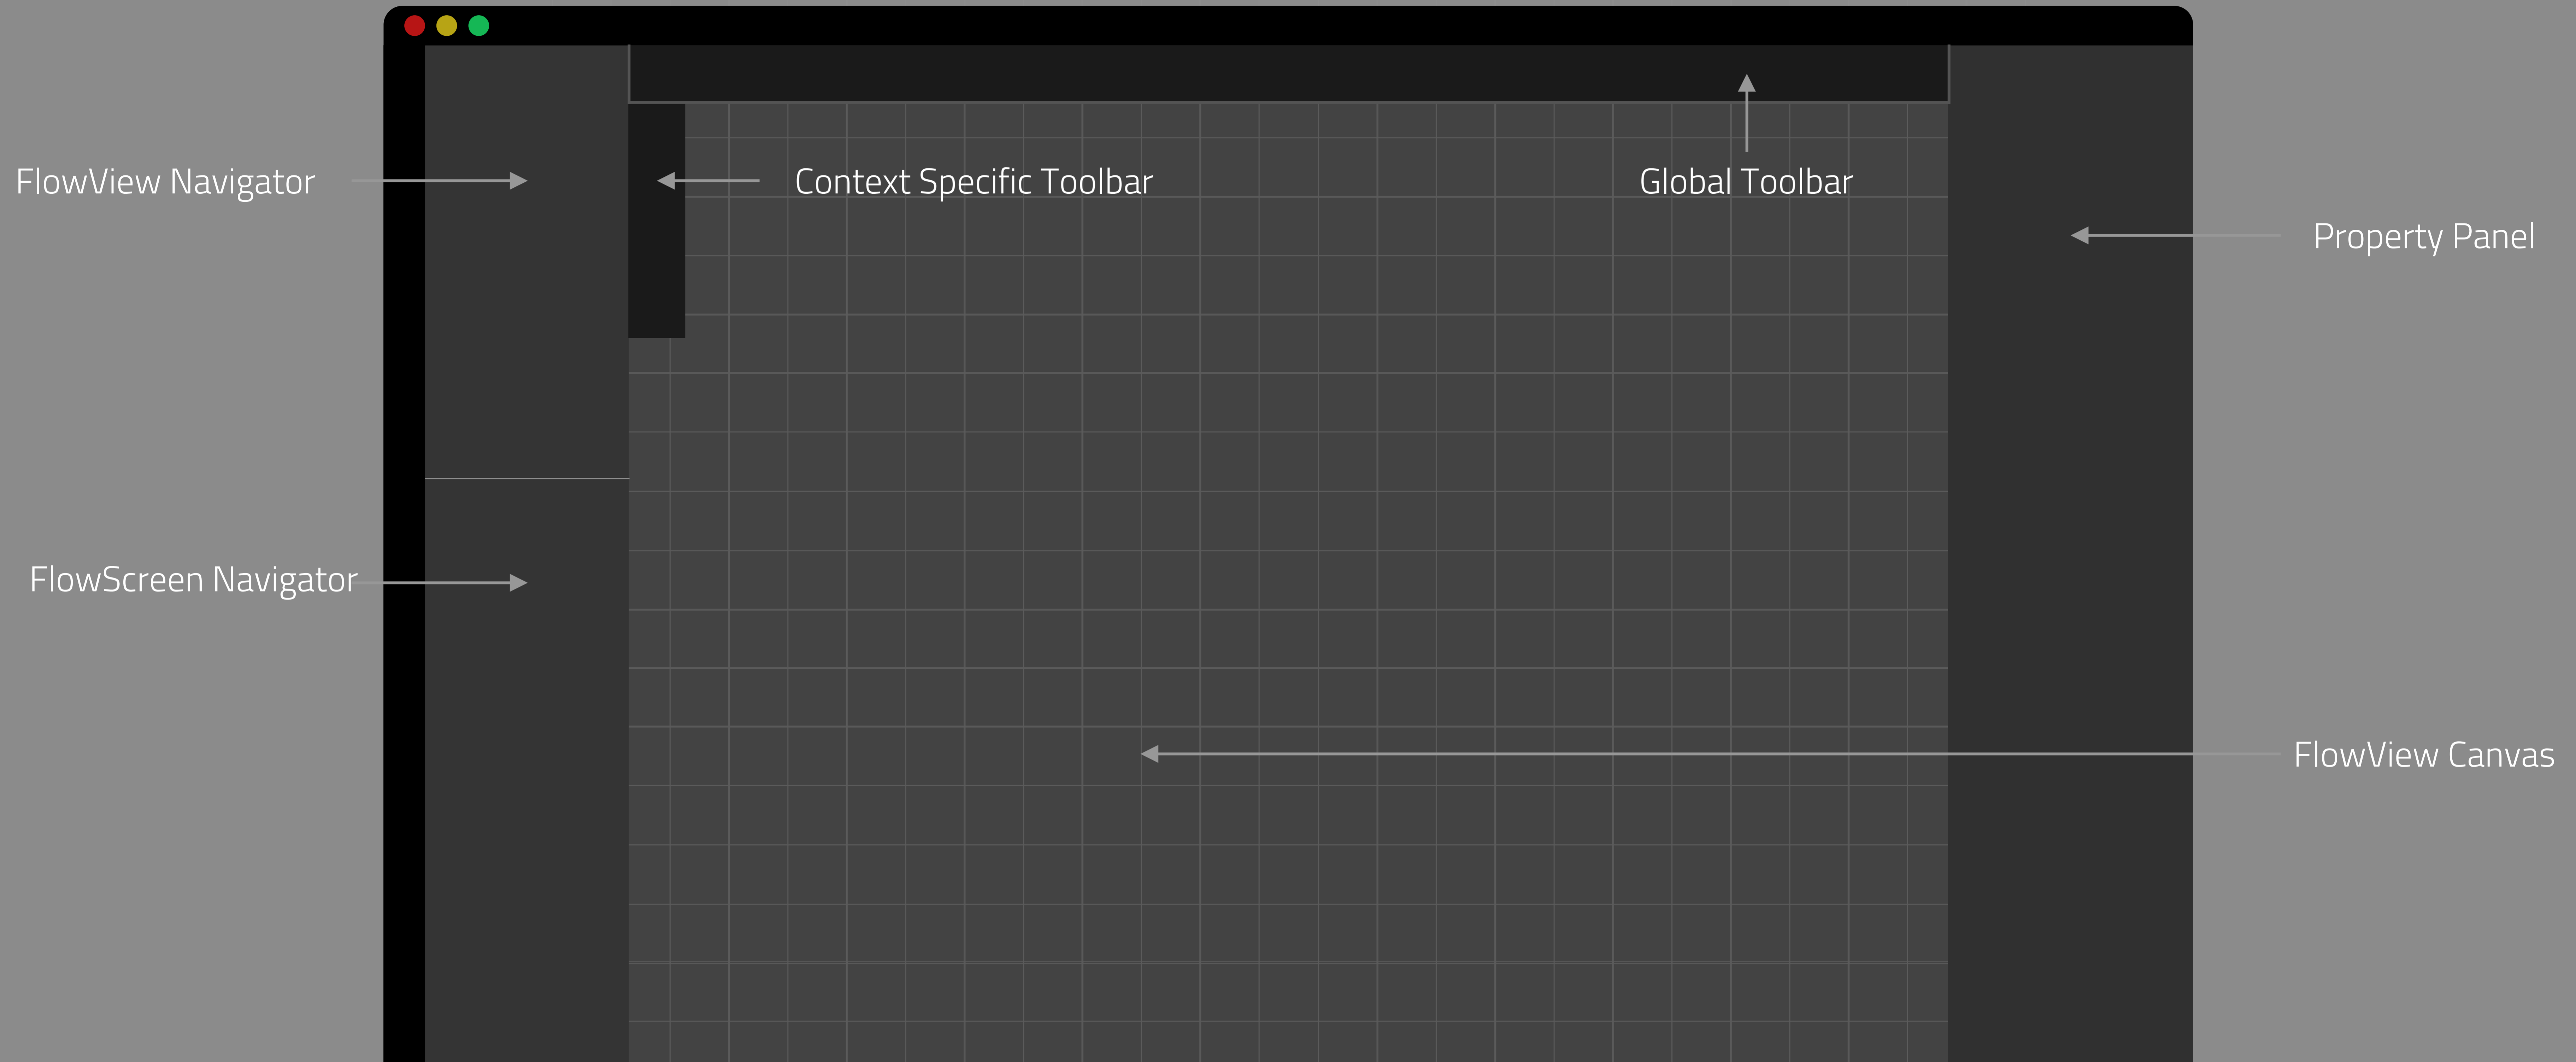 FlowView Navigator
Context Specific Toolbar
Global Toolbar
Property Panel
FlowScreen Navigator
FlowView Canvas